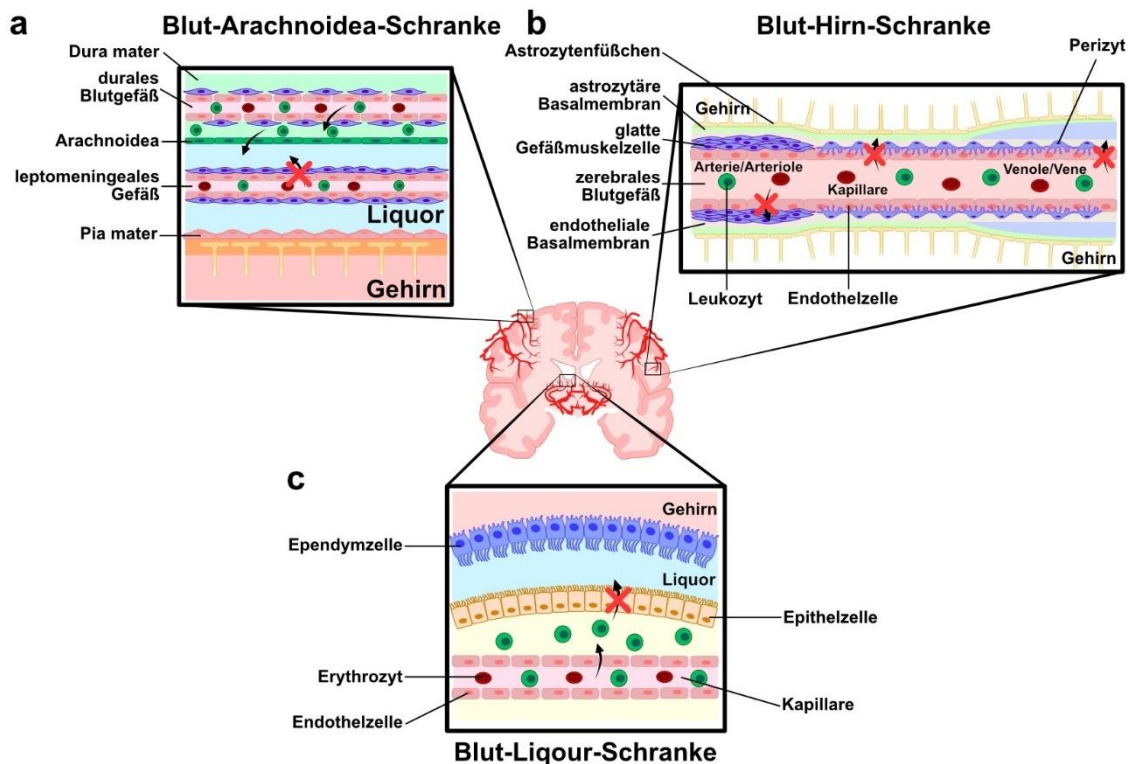 a
Blut-Arachnoidea-Schranke
Dura mater
durales
Blutgefäß
Arachnoidea
leptomeningeales
Gefäß
Pia mater
Liquor
Gehirn
b
Blut-Hirn-Schranke
Astrozytenfüßchen
Perizyt
astrozytäre
Basalmembran
glatte
Gefäßmuskelzelle
zerebrales
Blutgefäß
endotheliale
Basalmembran
Gehirn
Arterie/Arteriole
Kapillare
Venole/Vene
Gehirn
Leukozyt
Endothelzelle
c
Gehirn
Ependymzelle
Liquor
Epithelzelle
Erythrozyt
Kapillare
Endothelzelle
Blut-Liqour-Schranke